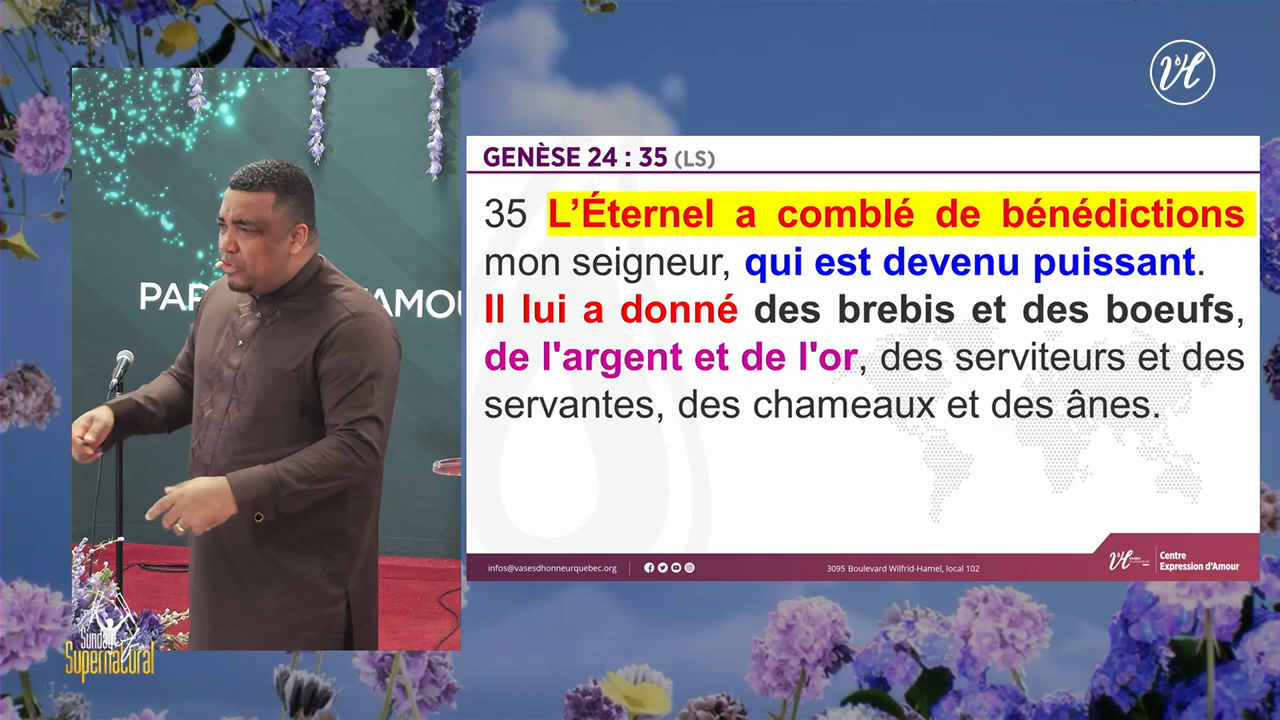 V H
GENÈSE 24 : 35 (LS)
35 L’Éternel a comblé de bénédictions
mon seigneur, qui est devenu puissant.
Il lui a donné des brebis et des boeufs,
de l'argent et de l'or, des serviteurs et des
servantes, des chameaux et des ânes.
infos@vasesdhonneurquebec.org
3095 Boulevard Wilfrid-Hamel, local 102
Centre
Expression d’Amour
Sunday
Supernatural